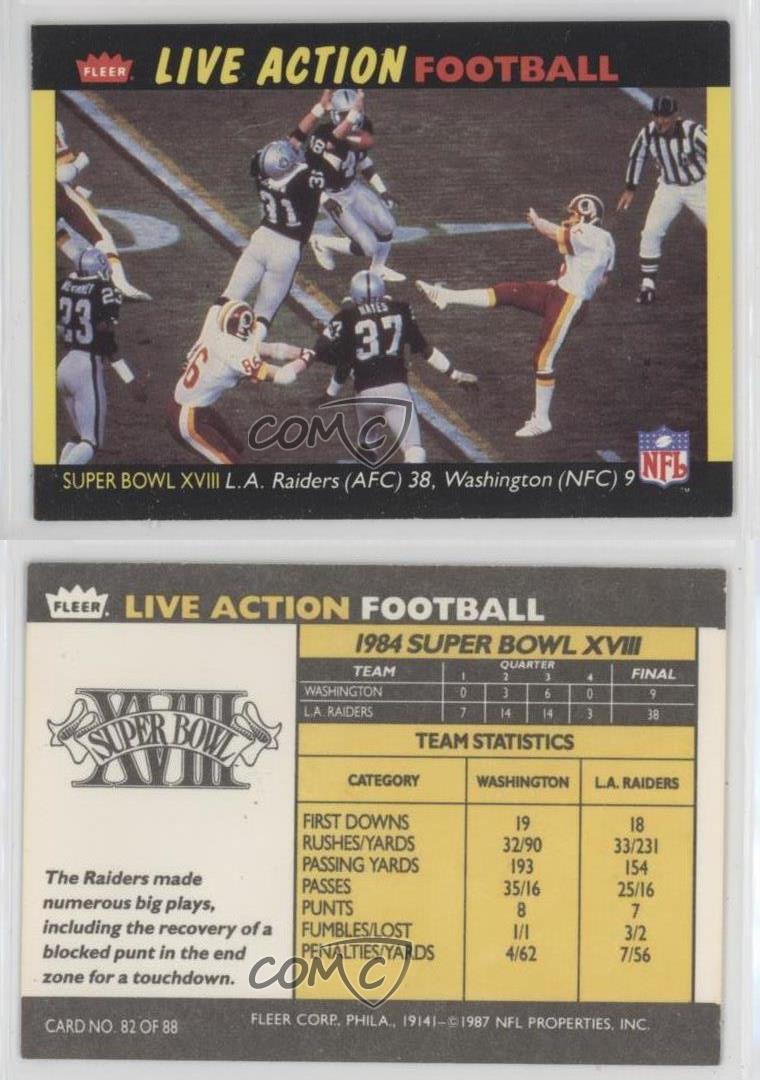 FLEER LIVE ACTION FOOTBALL
31
23
86
HAYES
37
COMC
NFL
SUPER BOWL XVIII L.A. Raiders (AFC) 38, Washington (NFC) 9
FLEER. LIVE ACTION FOOTBALL
1984 SUPER BOWL XVIII
TEAM QUARTER FINAL
1 2 3 4
WASHINGTON 0 3 6 0 9
L.A. RAIDERS 7 14 14 3 38
XVIII
SUPER BOWL
TEAM STATISTICS
CATEGORY WASHINGTON L.A. RAIDERS
FIRST DOWNS 19 18
RUSHES/YARDS 32/90 33/231
PASSING YARDS 193 154
PASSES 35/16 25/16
PUNTS 8 7
FUMBLES/LOST 1/1 3/2
PENALTIES/YARDS 4/62 7/56
The Raiders made
numerous big plays,
including the recovery of a
blocked punt in the end
zone for a touchdown.
COMC
CARD NO. 82 OF 88
FLEER CORP., PHILA., 19141-©1987 NFL PROPERTIES, INC.